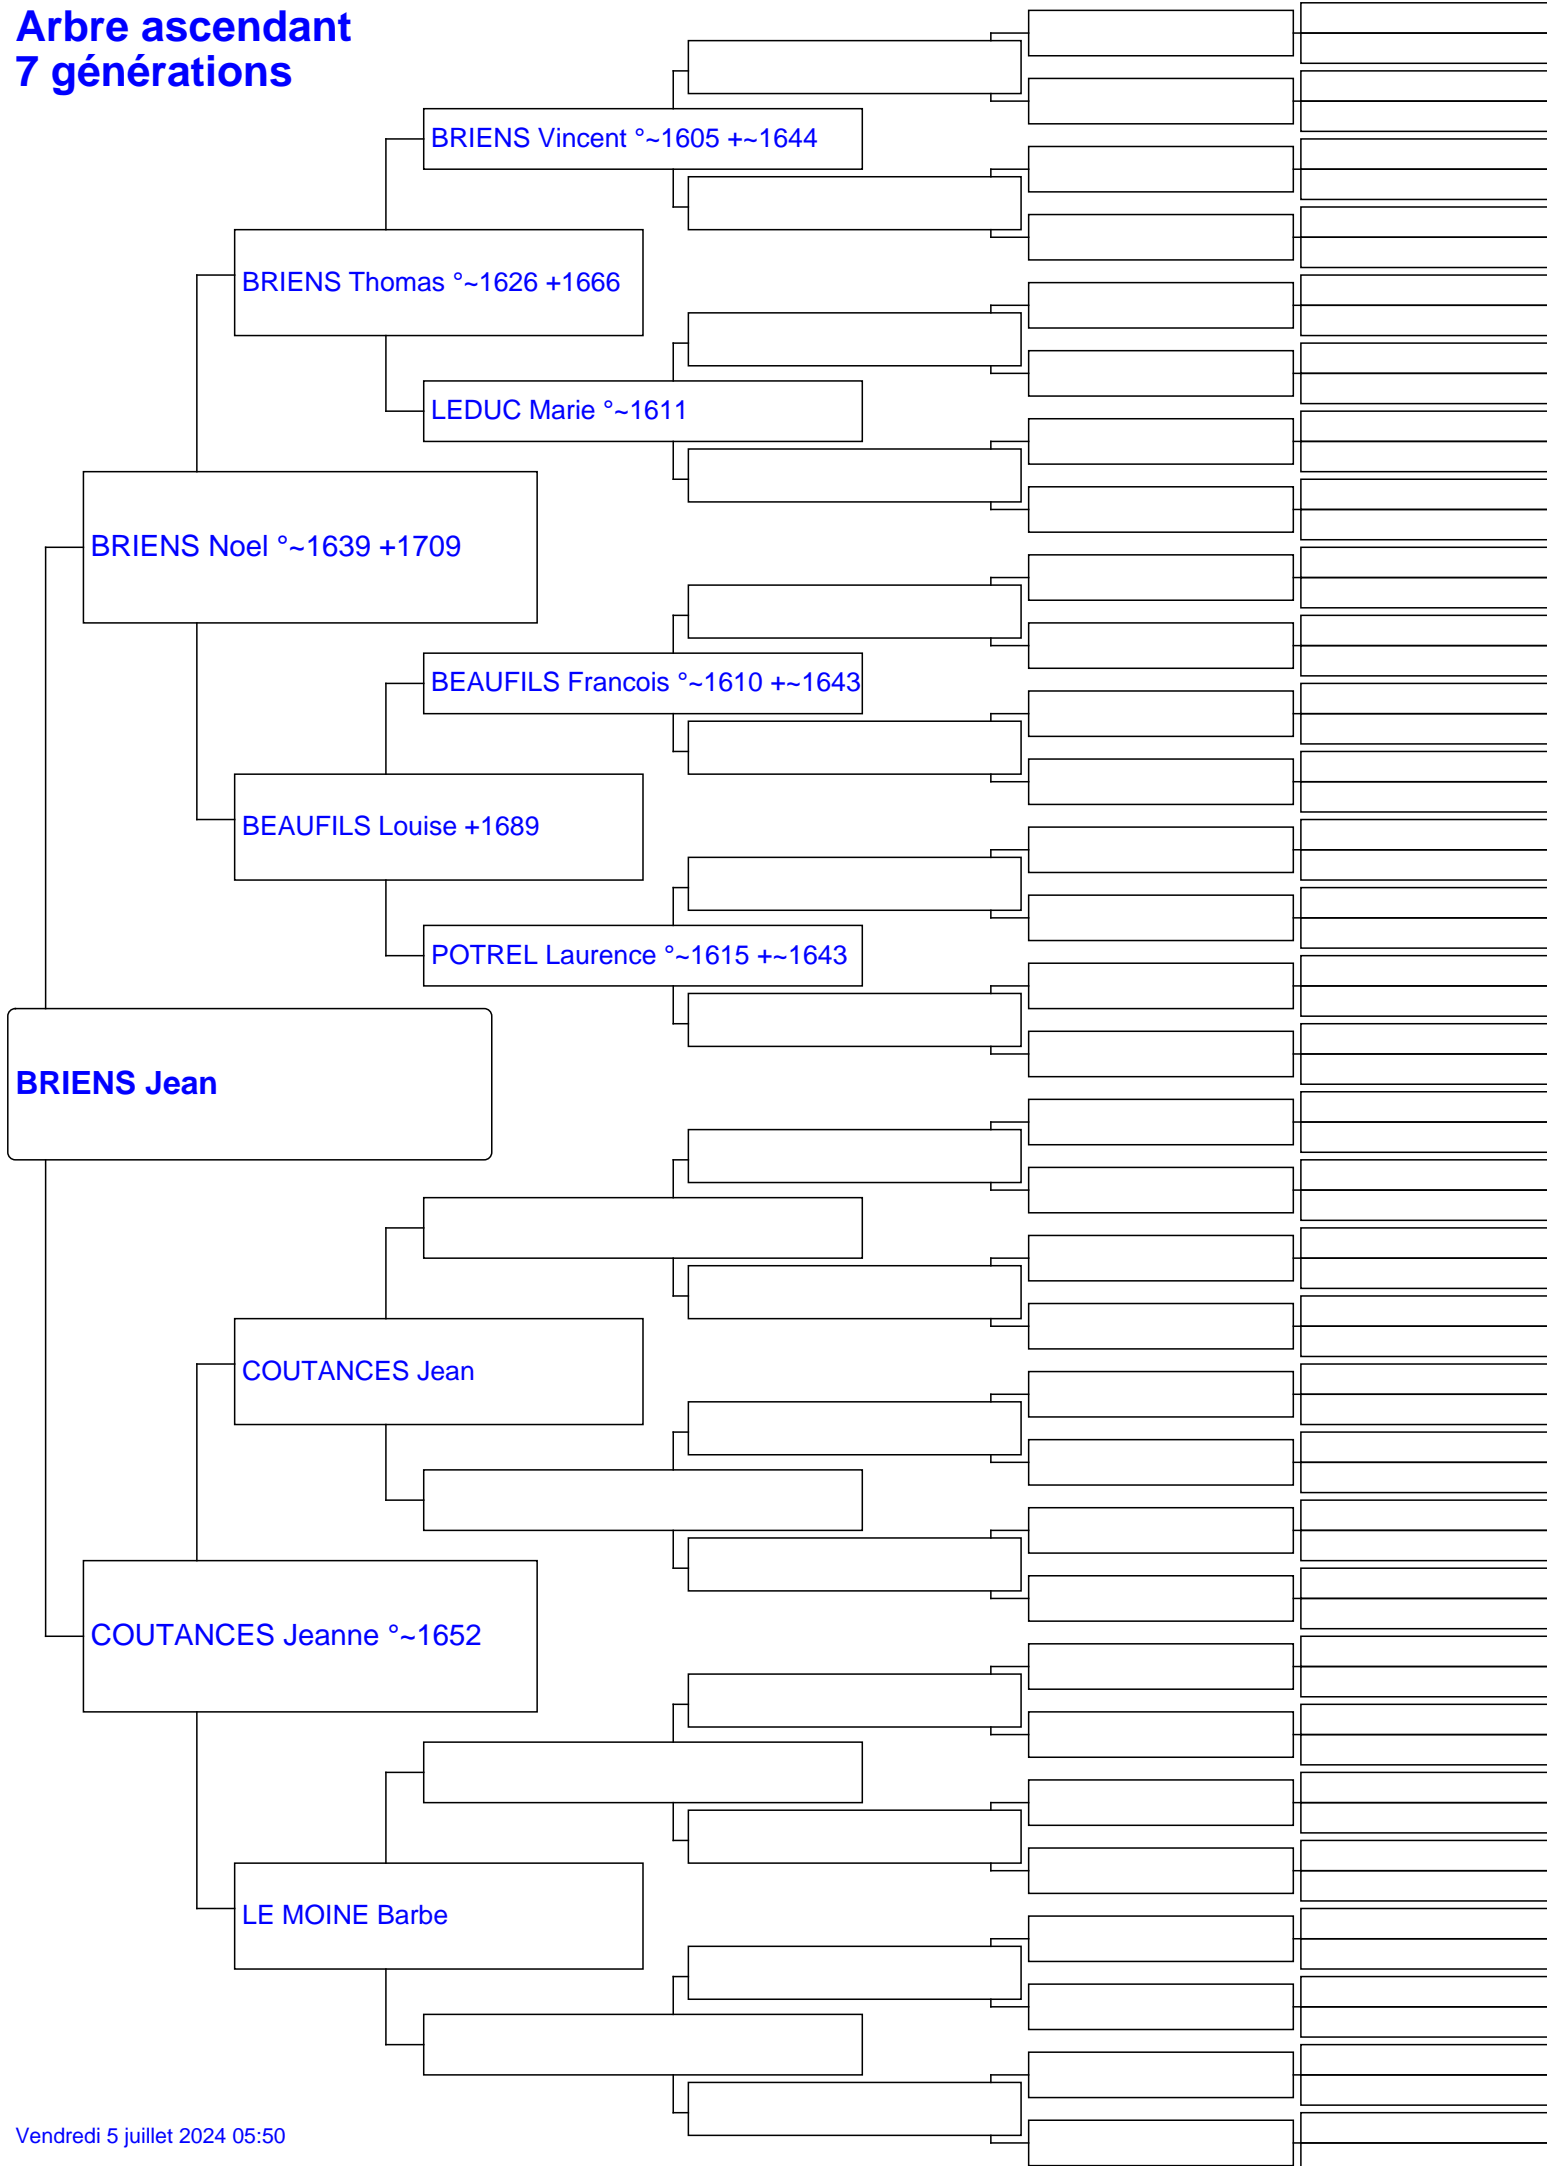 Arbre ascendant
7 générations
BRIENS Vincent °~1605 +~1644
BRIENS Thomas °~1626 +1666
LEDUC Marie °~1611
BRIENS Noel °~1639 +1709
BEAUFILS Francois °~1610 +~1643
BEAUFILS Louise +1689
POTREL Laurence °~1615 +~1643
BRIENS Jean
COUTANCES Jean
COUTANCES Jeanne °~1652
LE MOINE Barbe
Vendredi 5 juillet 2024 05:50